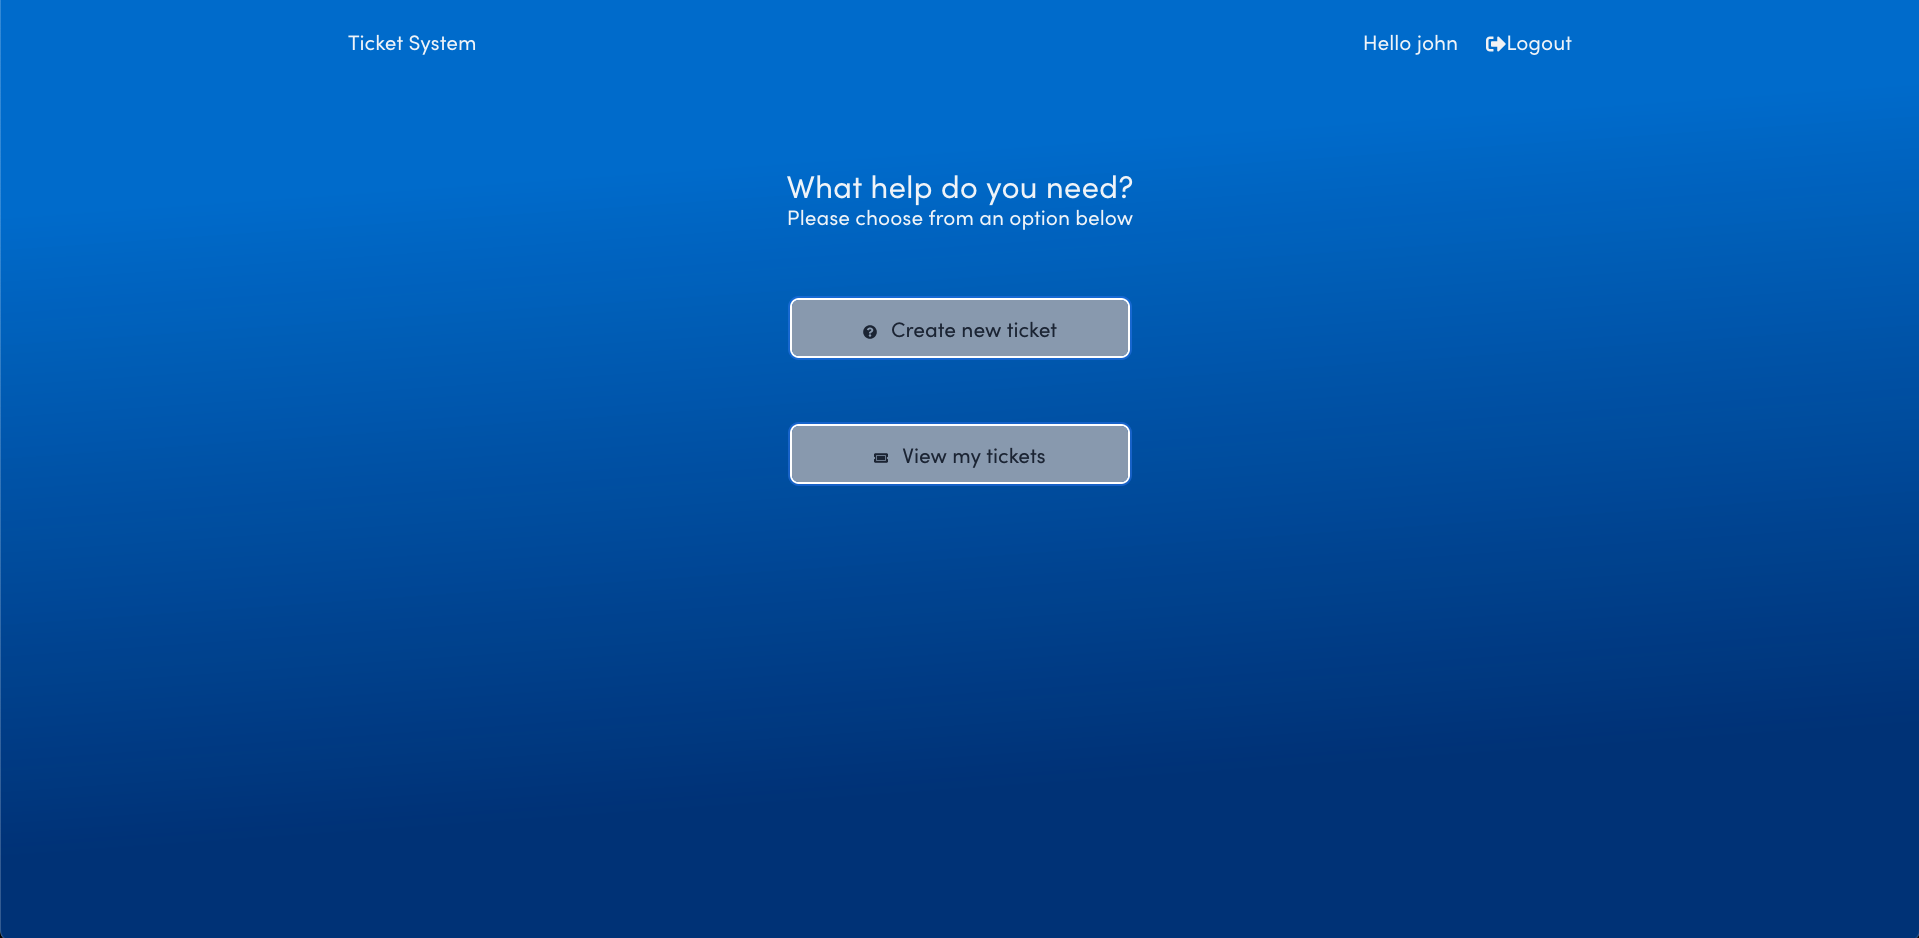 Ticket System
Hello john
Logout
What help do you need?
Please choose from an option below
Create new ticket
View my tickets